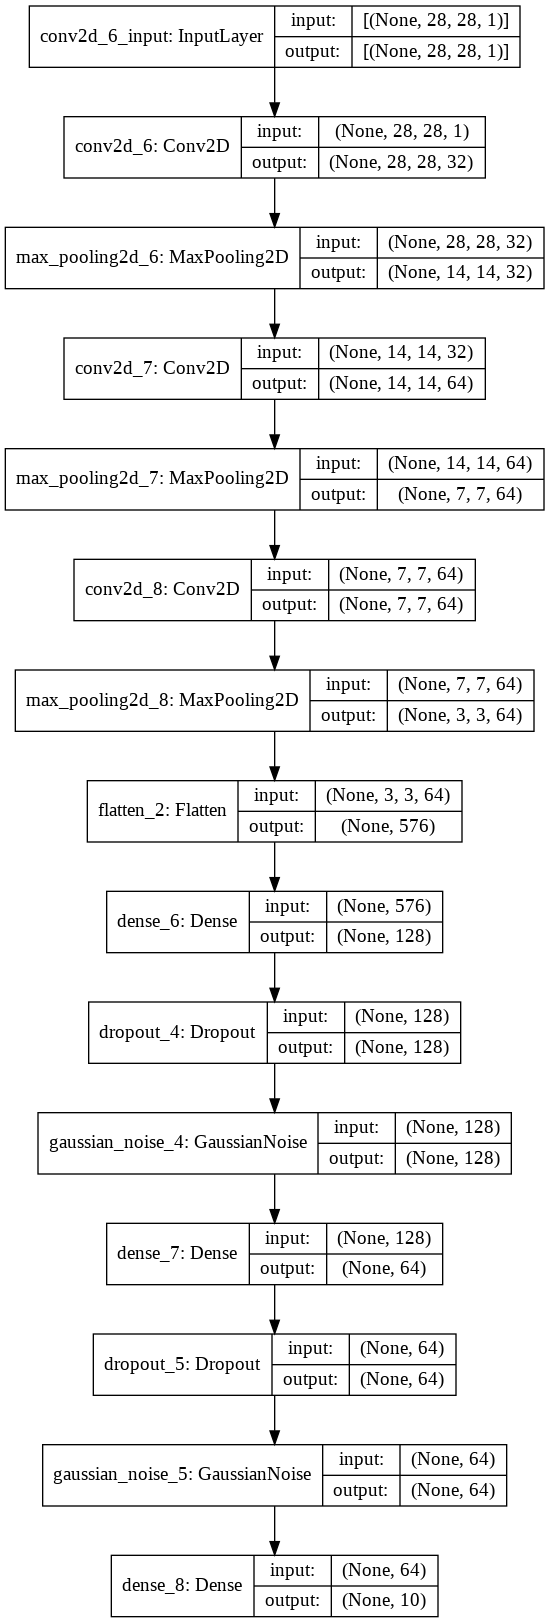 conv2d_6_input: InputLayer input: [(None, 28, 28, 1)]
output: [(None, 28, 28, 1)]
conv2d_6: Conv2D input: (None, 28, 28, 1)
output: (None, 28, 28, 32)
max_pooling2d_6: MaxPooling2D input: (None, 28, 28, 32)
output: (None, 14, 14, 32)
conv2d_7: Conv2D input: (None, 14, 14, 32)
output: (None, 14, 14, 64)
max_pooling2d_7: MaxPooling2D input: (None, 14, 14, 64)
output: (None, 7, 7, 64)
conv2d_8: Conv2D input: (None, 7, 7, 64)
output: (None, 7, 7, 64)
max_pooling2d_8: MaxPooling2D input: (None, 7, 7, 64)
output: (None, 3, 3, 64)
flatten_2: Flatten input: (None, 3, 3, 64)
output: (None, 576)
dense_6: Dense input: (None, 576)
output: (None, 128)
dropout_4: Dropout input: (None, 128)
output: (None, 128)
gaussian_noise_4: GaussianNoise input: (None, 128)
output: (None, 128)
dense_7: Dense input: (None, 128)
output: (None, 64)
dropout_5: Dropout input: (None, 64)
output: (None, 64)
gaussian_noise_5: GaussianNoise input: (None, 64)
output: (None, 64)
dense_8: Dense input: (None, 64)
output: (None, 10)